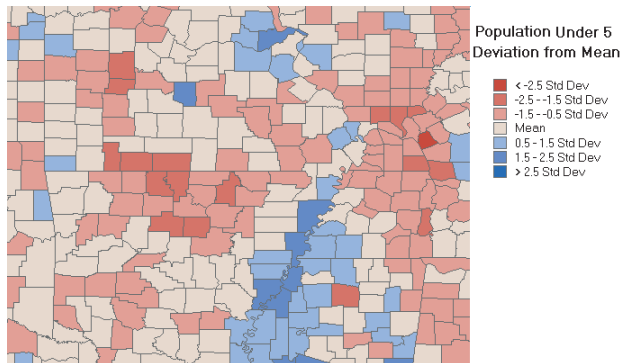 Population Under 5
Deviation from Mean
< -2.5 Std Dev
-2.5 - -1.5 Std Dev
-1.5 - -0.5 Std Dev
Mean
0.5 - 1.5 Std Dev
1.5 - 2.5 Std Dev
> 2.5 Std Dev